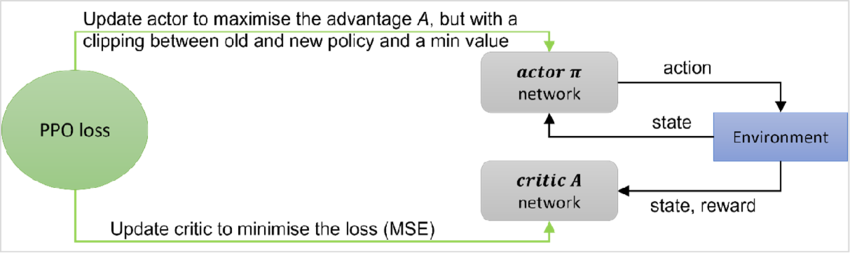 Update actor to maximise the advantage A, but with a
clipping between old and new policy and a min value
actor π
network
action
PPO loss
state
Environment
critic A
network
state, reward
Update critic to minimise the loss (MSE)